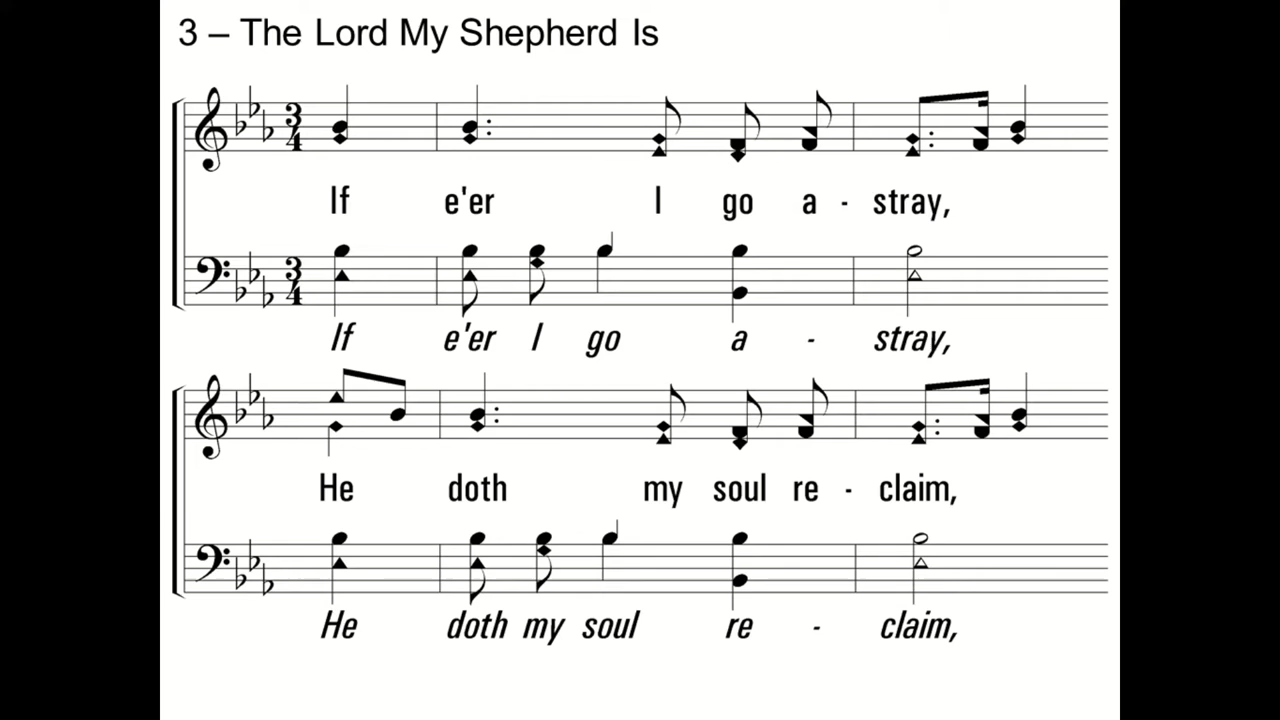 3 – The Lord My Shepherd Is
If e'er I go a - stray,
If e'er I go a - stray,
He doth my soul re - claim,
He doth my soul re - claim,